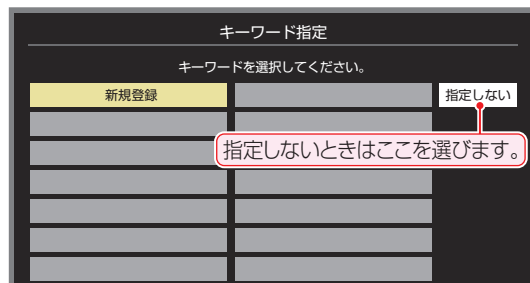 キーワード指定
キーワードを選択してください。
新規登録
指定しない
指定しないときはここを選びます。